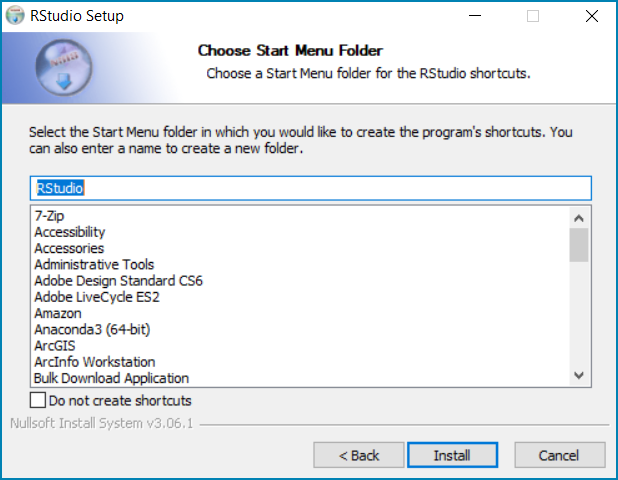 RStudio Setup
Choose Start Menu Folder
Choose a Start Menu folder for the RStudio shortcuts.
Select the Start Menu folder in which you would like to create the program's shortcuts. You
can also enter a name to create a new folder.
RStudio
7-Zip
Accessibility
Accessories
Administrative Tools
Adobe Design Standard CS6
Adobe LiveCycle ES2
Amazon
Anaconda3 (64-bit)
ArcGIS
ArcInfo Workstation
Bulk Download Application
Do not create shortcuts
Nullsoft Install System v3.06.1
< Back
Install
Cancel